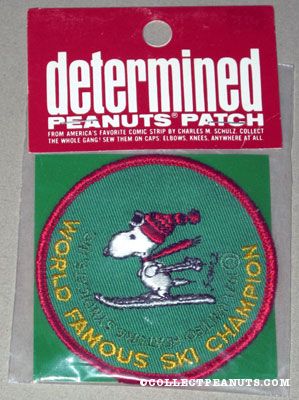 determined
PEANUTS® PATCH
FROM AMERICA'S FAVORITE COMIC STRIP BY CHARLES M. SCHULZ. COLLECT
THE WHOLE GANG! SEW THEM ON CAPS, ELBOWS, KNEES, ANYWHERE AT ALL.
WORLD FAMOUS SKI CHAMPION
©COLLECTPEANUTS.COM